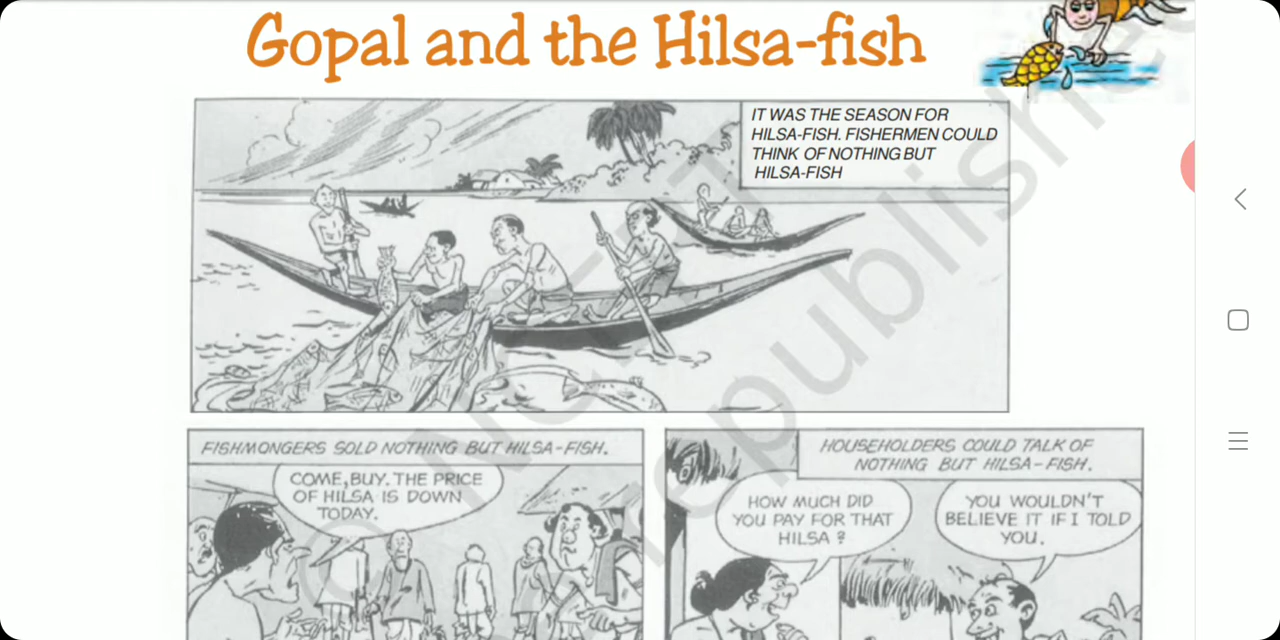 Gopal and the Hilsa-fish
IT WAS THE SEASON FOR
HILSA-FISH. FISHERMEN COULD
THINK OF NOTHING BUT
HILSA-FISH
FISHMONGERS SOLD NOTHING BUT HILSA-FISH.
COME, BUY. THE PRICE
OF HILSA IS DOWN
TODAY.
HOUSEHOLDERS COULD TALK OF
NOTHING BUT HILSA-FISH.
HOW MUCH DID
YOU PAY FOR THAT
HILSA?
YOU WOULDN'T
BELIEVE IT IF I TOLD
YOU.